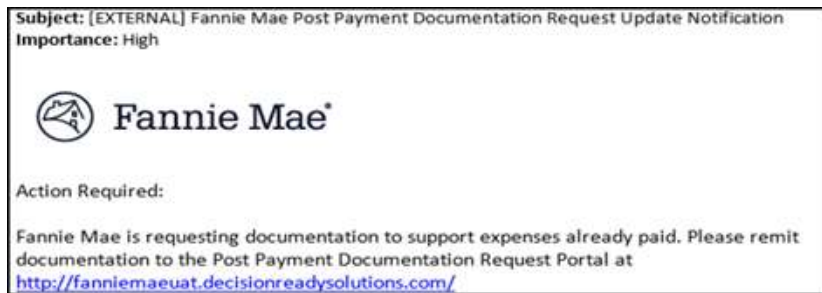 Subject: [EXTERNAL] Fannie Mae Post Payment Documentation Request Update Notification
Importance: High
Fannie Mae®
Action Required:
Fannie Mae is requesting documentation to support expenses already paid. Please remit
documentation to the Post Payment Documentation Request Portal at
http://fanniemaeuat.decisionreadysolutions.com/